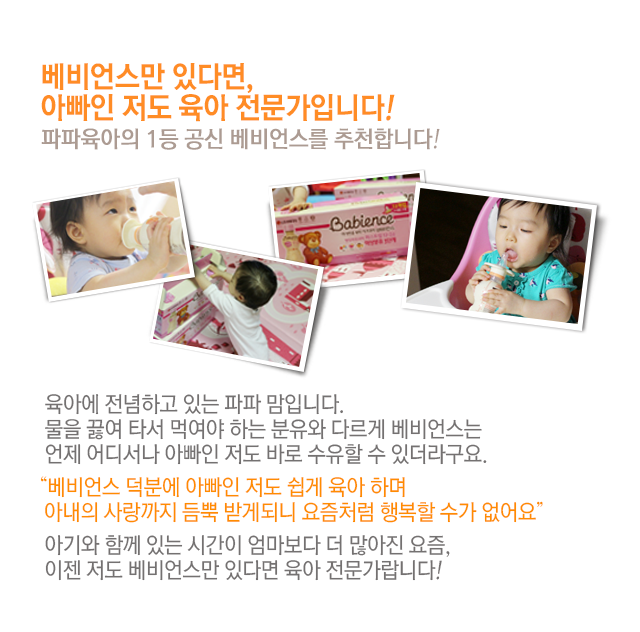 베비언스만 있다면,
아빠인 저도 육아 전문가입니다!
파파육아의 1등 공신 베비언스를 추천합니다!
Babience
육아에 전념하고 있는 파파 맘입니다.
물을 끓여 타서 먹여야 하는 분유와 다르게 베비언스는
언제 어디서나 아빠인 저도 바로 수유할 수 있더라구요.
“베비언스 덕분에 아빠인 저도 쉽게 육아 하며
아내의 사랑까지 듬뿍 받게되니 요즘처럼 행복할 수가 없어요”
아기와 함께 있는 시간이 엄마보다 더 많아진 요즘,
이젠 저도 베비언스만 있다면 육아 전문가랍니다!